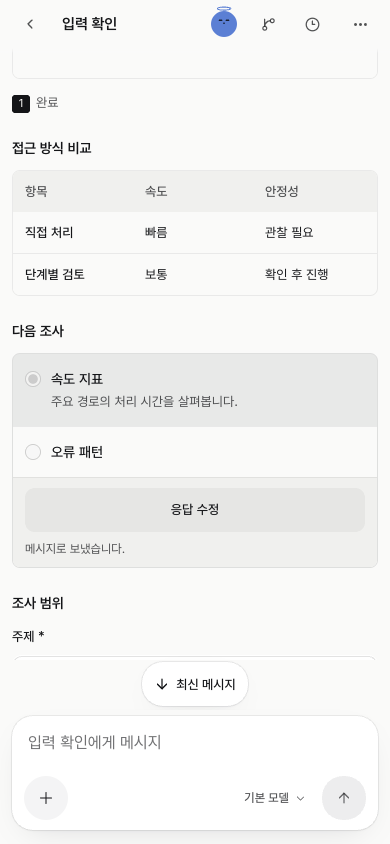 입력 확인
1 완료
접근 방식 비교
항목 속도 안정성
직접 처리 빠름 관찰 필요
단계별 검토 보통 확인 후 진행
다음 조사
속도 지표
주요 경로의 처리 시간을 살펴봅니다.
오류 패턴
응답 수정
메시지로 보냈습니다.
조사 범위
주제 *
최신 메시지
입력 확인에게 메시지
기본 모델